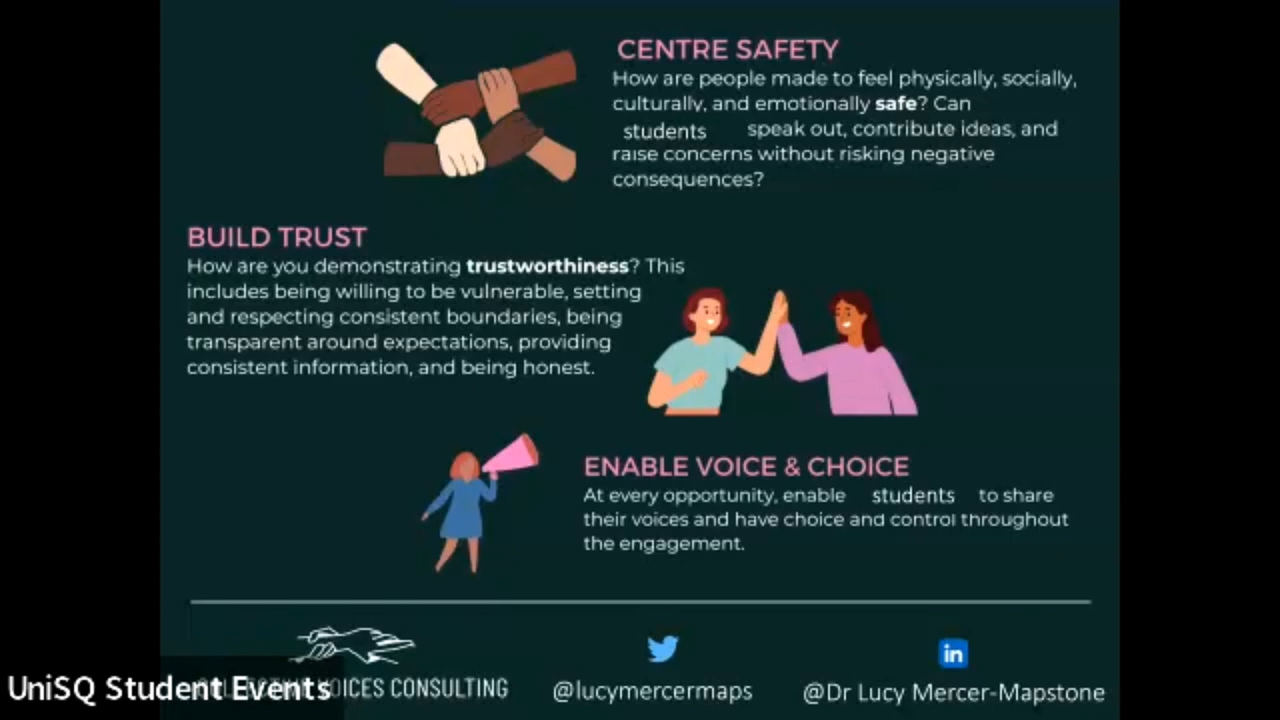 CENTRE SAFETY
How are people made to feel physically, socially,
culturally, and emotionally safe? Can
students speak out, contribute ideas, and
raise concerns without risking negative
consequences?
BUILD TRUST
How are you demonstrating trustworthiness? This
includes being willing to be vulnerable, setting
and respecting consistent boundaries, being
transparent around expectations, providing
consistent information, and being honest.
ENABLE VOICE & CHOICE
At every opportunity, enable students to share
their voices and have choice and control throughout
the engagement.
in
VOICES CONSULTING
UniSQ Student Events
@lucymercermaps
@Dr Lucy Mercer-Mapstone